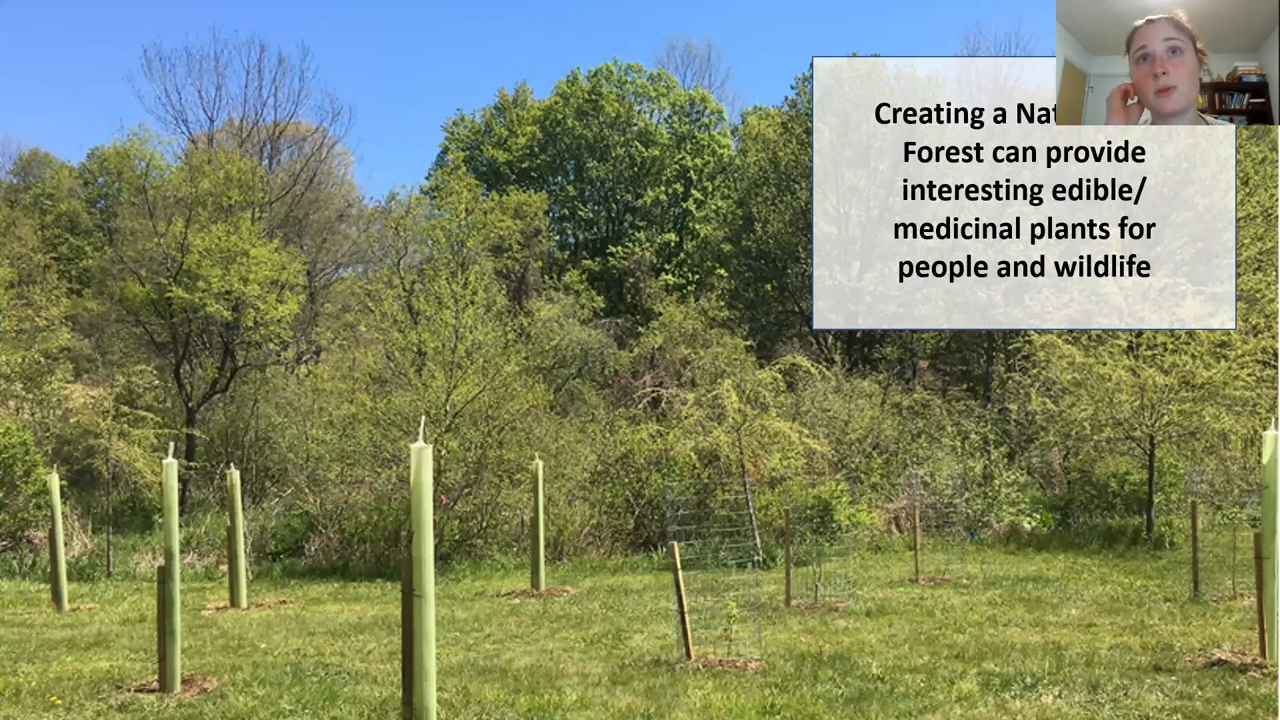 Creating a Nat
Forest can provide
interesting edible/
medicinal plants for
people and wildlife